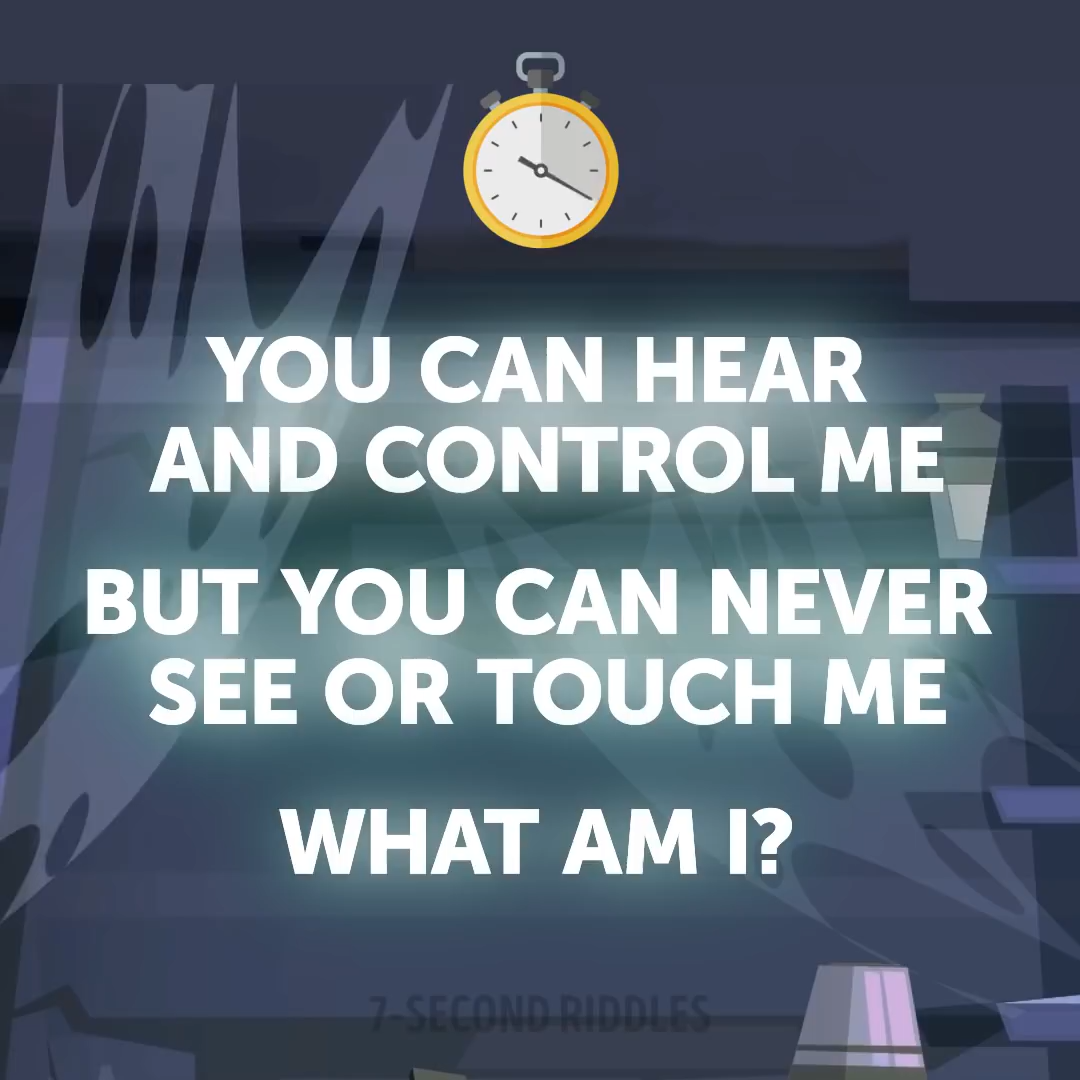 YOU CAN HEAR
AND CONTROL ME
BUT YOU CAN NEVER
SEE OR TOUCH ME
WHAT AM I?
7-SECOND RIDDLES